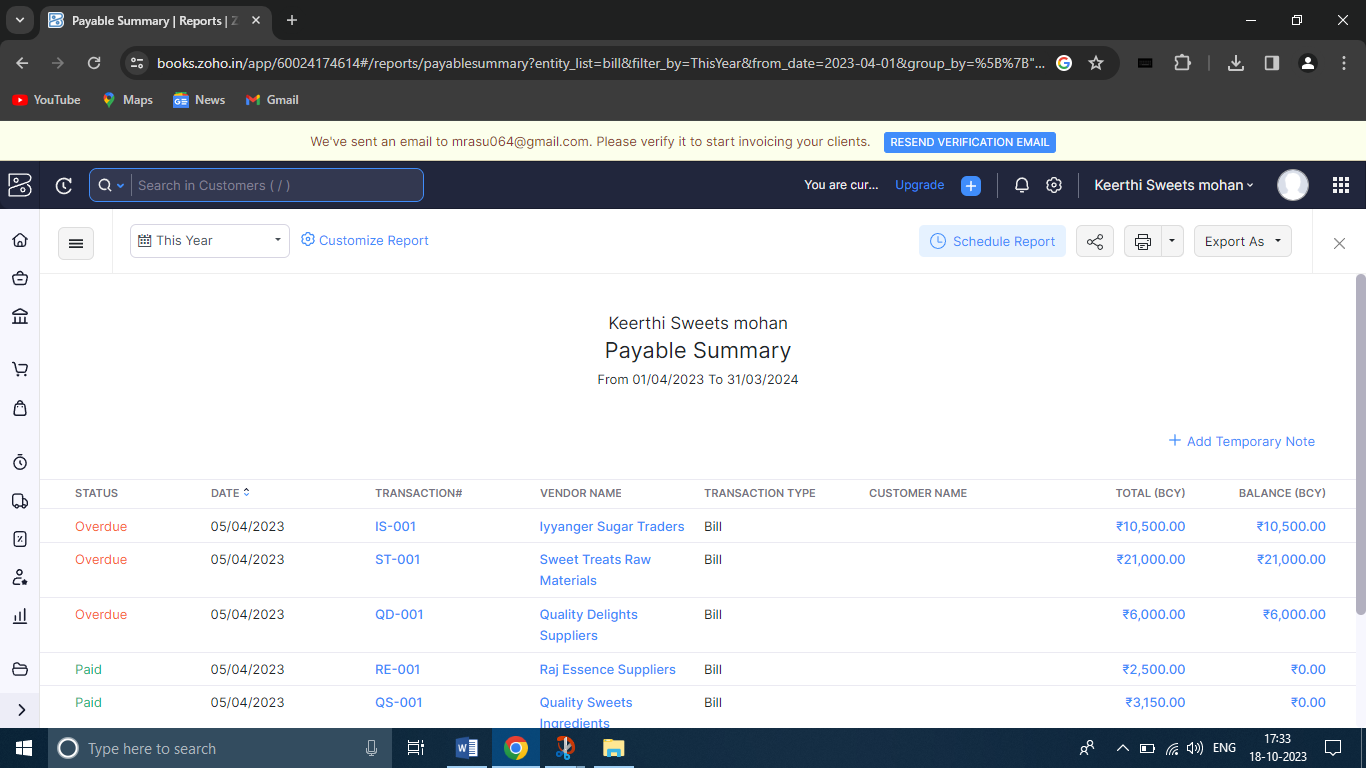 Payable Summary | Reports | Z
books.zoho.in/app/60024174614#/reports/payablesummary?entity_list=bill&filter_by=ThisYear&from_date=2023-04-01&group_by=%5B%7B"...
YouTube Maps News Gmail
We've sent an email to mrasu064@gmail.com. Please verify it to start invoicing your clients. RESEND VERIFICATION EMAIL
Search in Customers ( / ) You are cur... Upgrade Keerthi Sweets mohan
This Year Customize Report Schedule Report Export As
Keerthi Sweets mohan
Payable Summary
From 01/04/2023 To 31/03/2024
Add Temporary Note
STATUS DATE TRANSACTION# VENDOR NAME TRANSACTION TYPE CUSTOMER NAME TOTAL (BCY) BALANCE (BCY)
Overdue 05/04/2023 IS-001 Iyyanger Sugar Traders Bill ₹10,500.00 ₹10,500.00
Overdue 05/04/2023 ST-001 Sweet Treats Raw Bill ₹21,000.00 ₹21,000.00
Materials
Overdue 05/04/2023 QD-001 Quality Delights Bill ₹6,000.00 ₹6,000.00
Suppliers
Paid 05/04/2023 RE-001 Raj Essence Suppliers Bill ₹2,500.00 ₹0.00
Paid 05/04/2023 QS-001 Quality Sweets Bill ₹3,150.00 ₹0.00
Ingredients
Type here to search ENG 17:33
18-10-2023